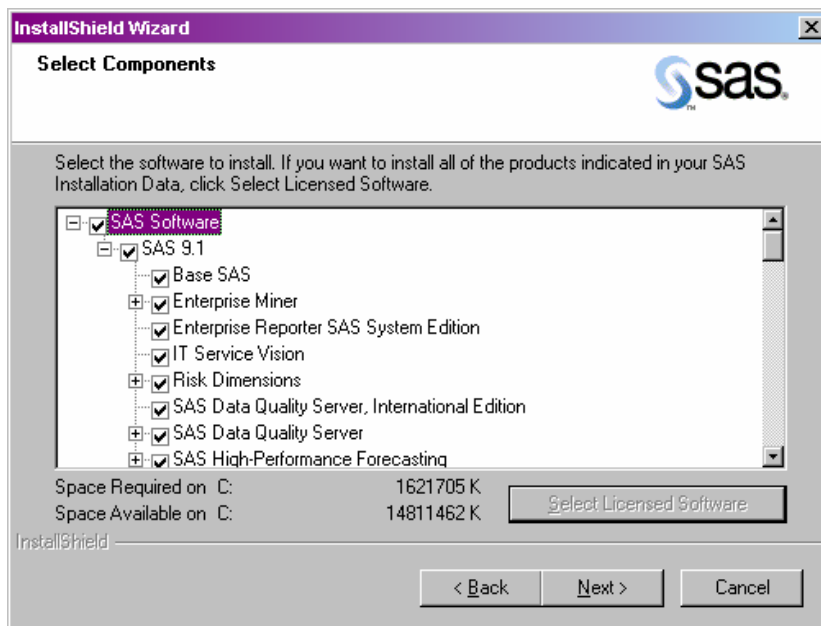 InstallShield Wizard
Select Components
sas
Select the software to install. If you want to install all of the products indicated in your SAS
Installation Data, click Select Licensed Software.
SAS Software
SAS 9.1
Base SAS
Enterprise Miner
Enterprise Reporter SAS System Edition
IT Service Vision
Risk Dimensions
SAS Data Quality Server, International Edition
SAS Data Quality Server
SAS High-Performance Forecasting
Space Required on C: 1621705 K
Space Available on C: 14811462 K
Select Licensed Software
InstallShield
< Back Next > Cancel